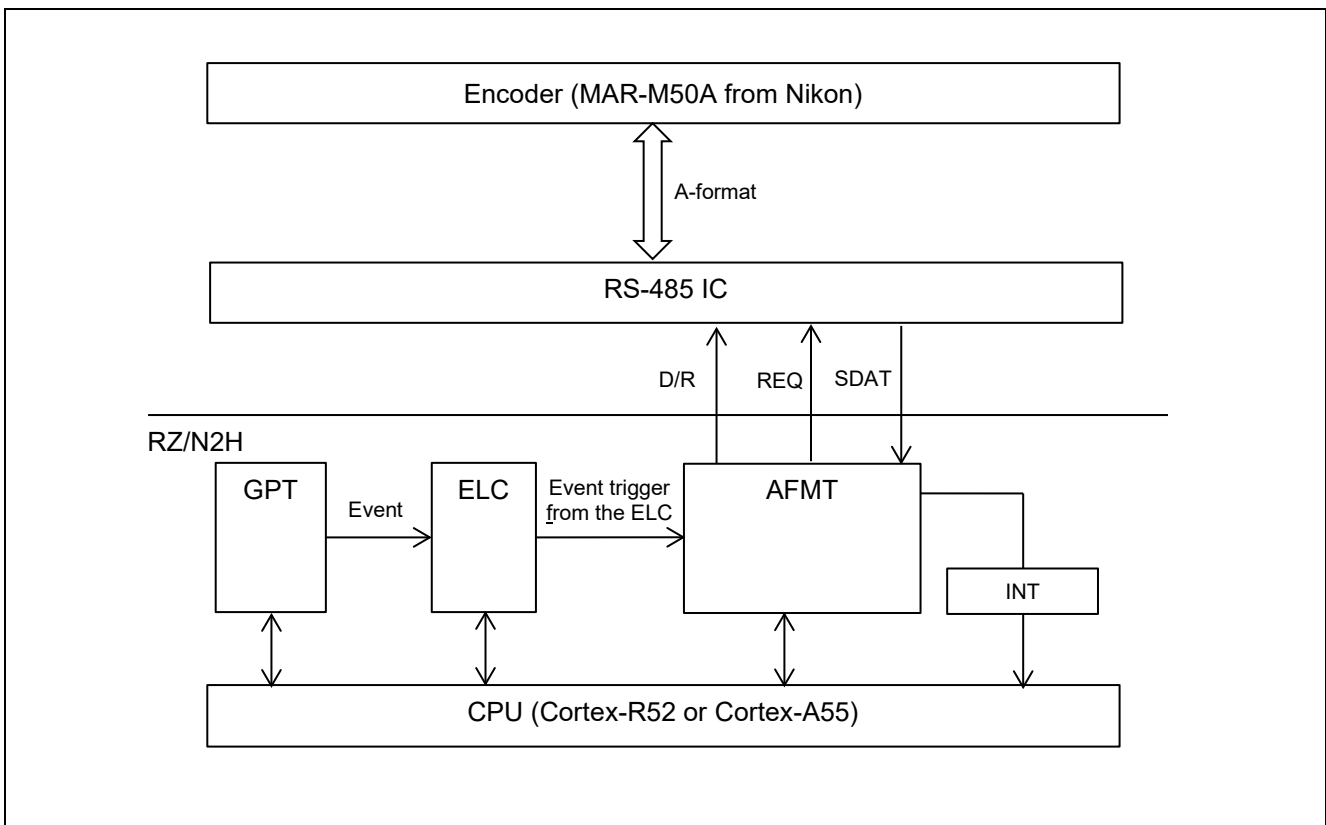 Encoder (MAR-M50A from Nikon)
A-format
RS-485 IC
D/R
REQ
SDAT
RZ/N2H
GPT
Event
ELC
Event trigger
from the ELC
AFMT
INT
CPU (Cortex-R52 or Cortex-A55)